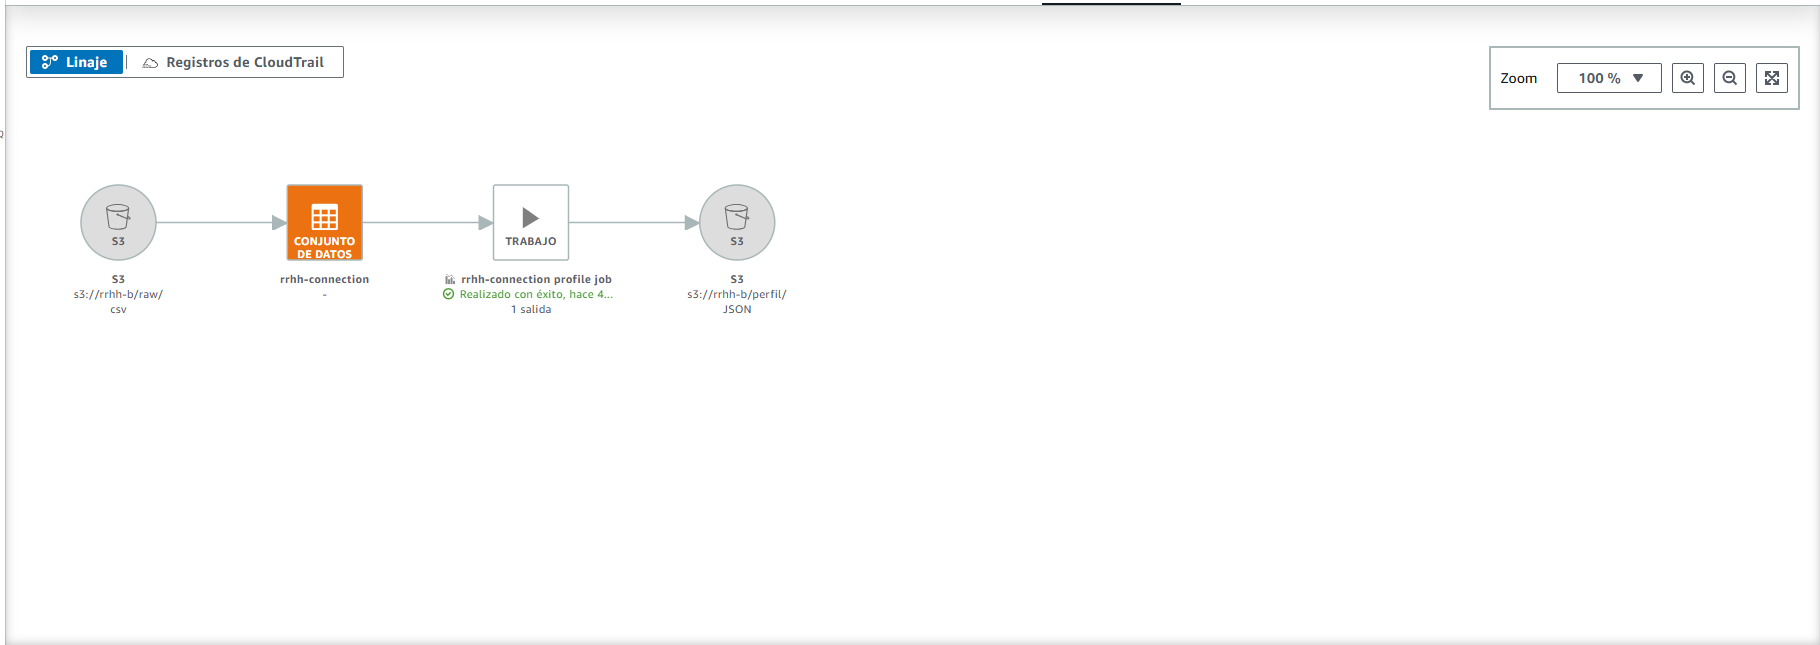 Linaje
Registros de CloudTrail
Zoom
100 %
S3
CONJUNTO
DE DATOS
TRABAJO
S3
S3
s3://rrhh-b/raw/
csv
rrhh-connection
-
rrhh-connection profile job
Realizado con éxito, hace 4...
1 salida
S3
s3://rrhh-b/perfil/
JSON